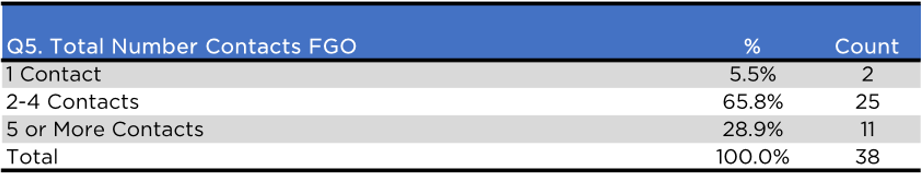 Q5. Total Number Contacts FGO % Count
1 Contact 5.5% 2
2-4 Contacts 65.8% 25
5 or More Contacts 28.9% 11
Total 100.0% 38